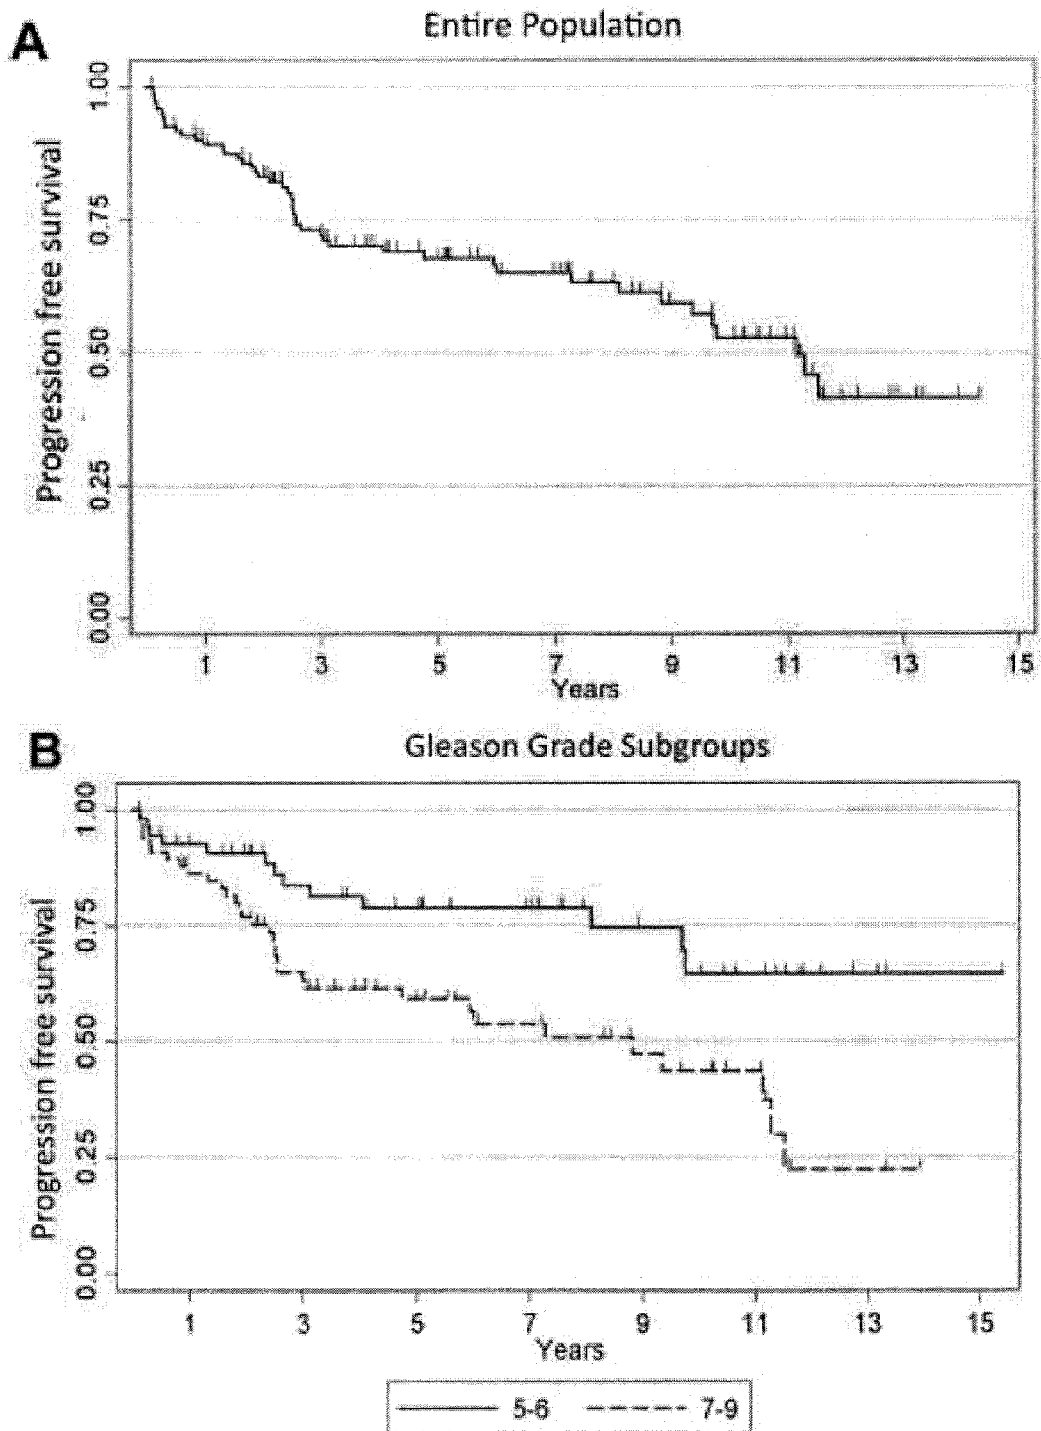 A
Entire Population
Progression free survival
1.00
0.75
0.50
0.25
0.00
1 3 5 7 9 11 13 15
Years
B
Gleason Grade Subgroups
Progression free survival
1.00
0.75
0.50
0.25
0.00
1 3 5 7 9 11 13 15
Years
5-6 7-9